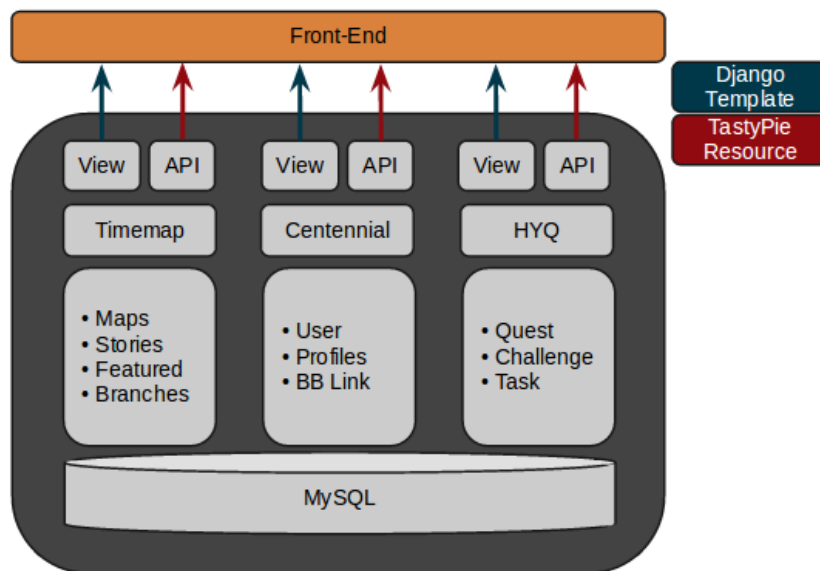 Front-End
Django
Template
TastyPie
Resource
View API View API View API
Timemap Centennial HYQ
• Maps
• Stories
• Featured
• Branches
• User
• Profiles
• BB Link
• Quest
• Challenge
• Task
MySQL